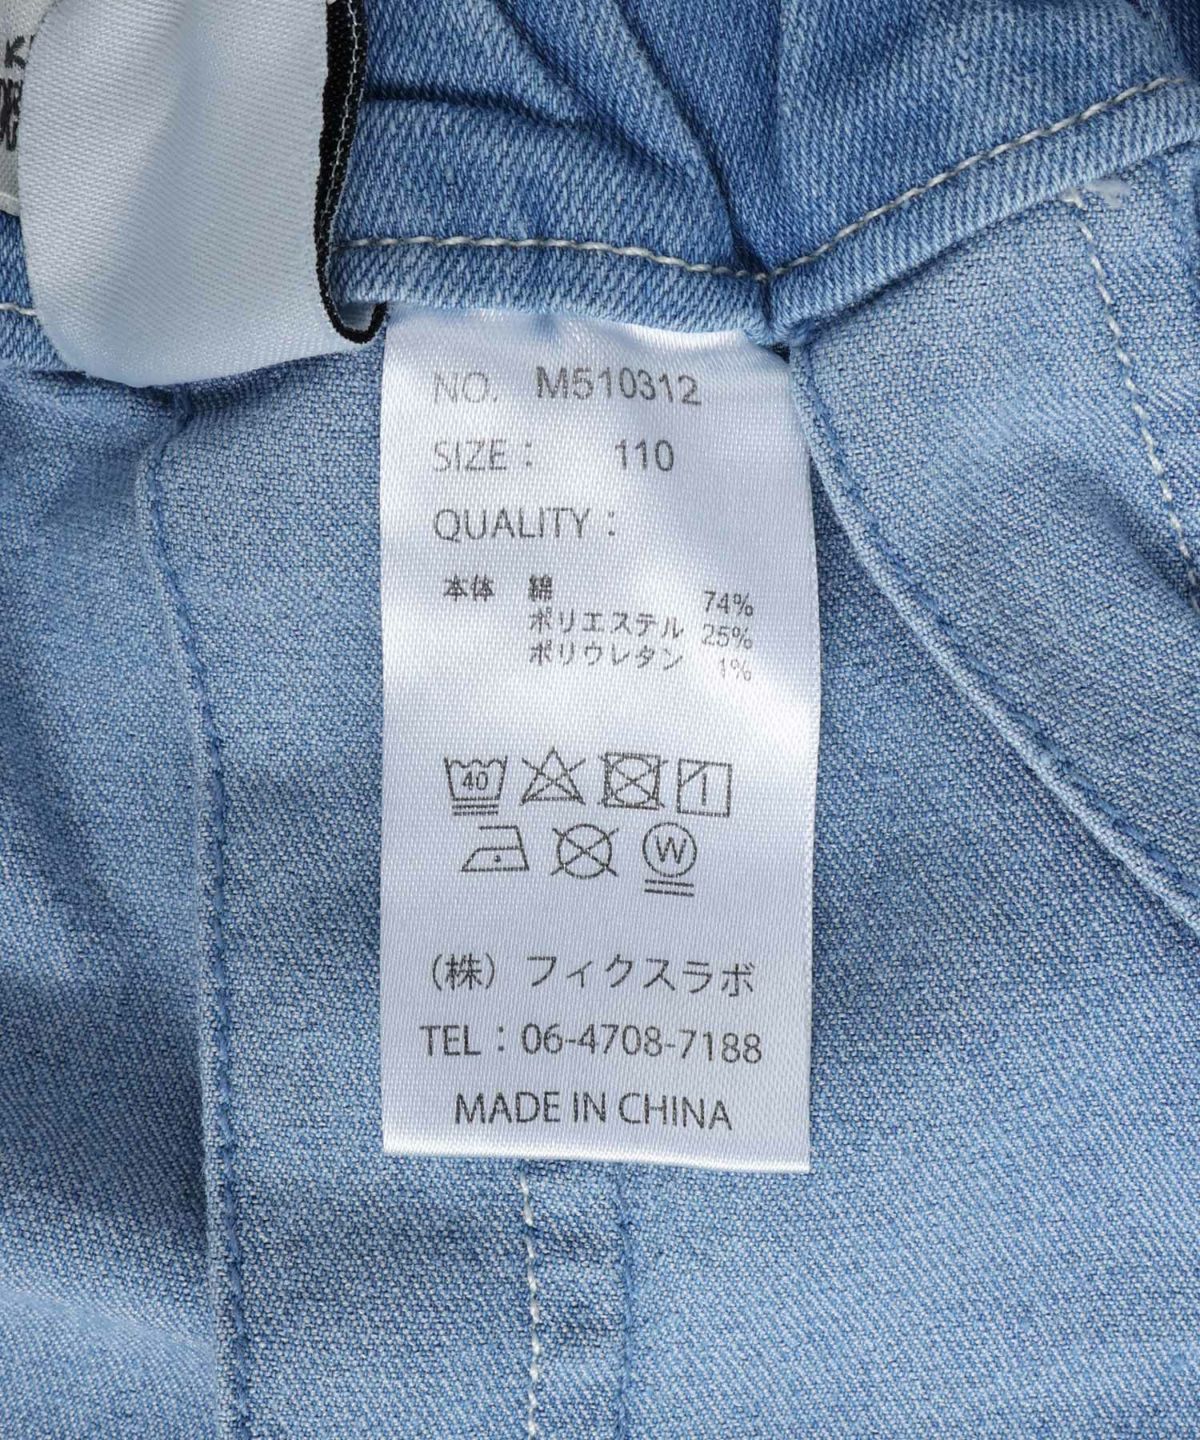 NO. M510312
SIZE : 110
QUALITY :
本体 綿 74%
ポリエステル 25%
ポリウレタン 1%
40
W
(株) フィクスラボ
TEL : 06-4708-7188
MADE IN CHINA